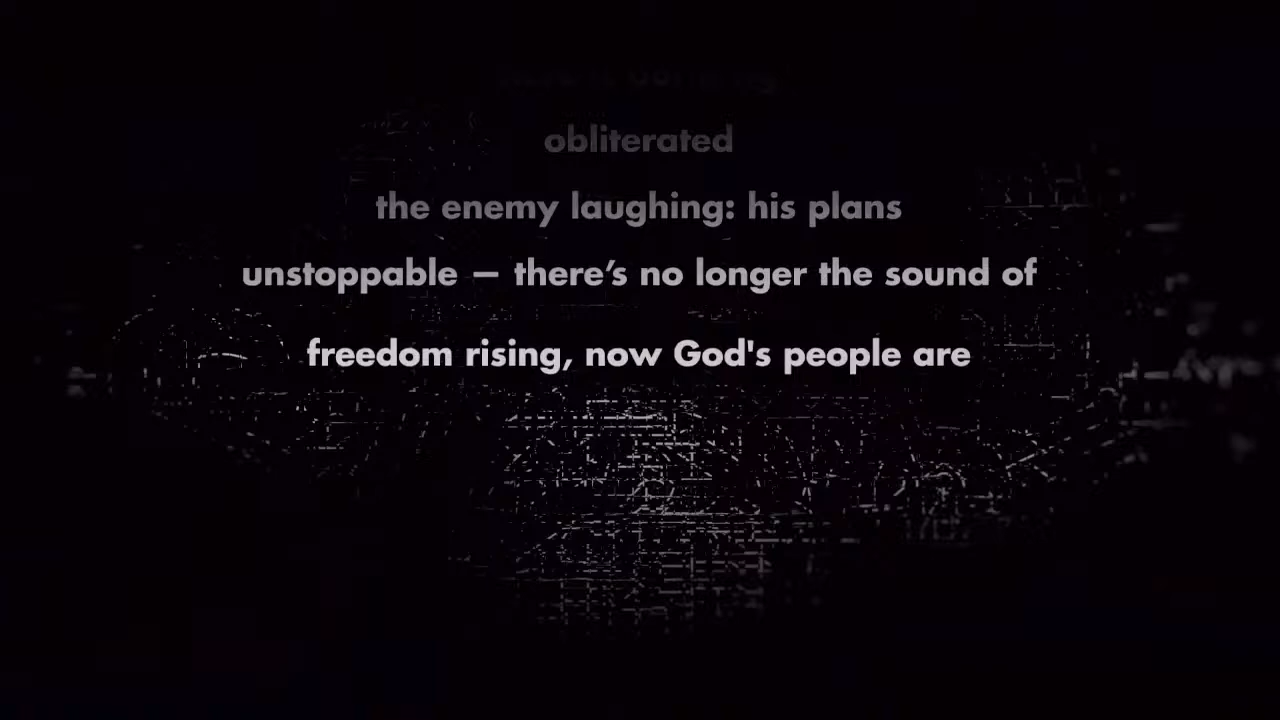 obliterated
the enemy laughing: his plans
unstoppable — there’s no longer the sound of
freedom rising, now God's people are